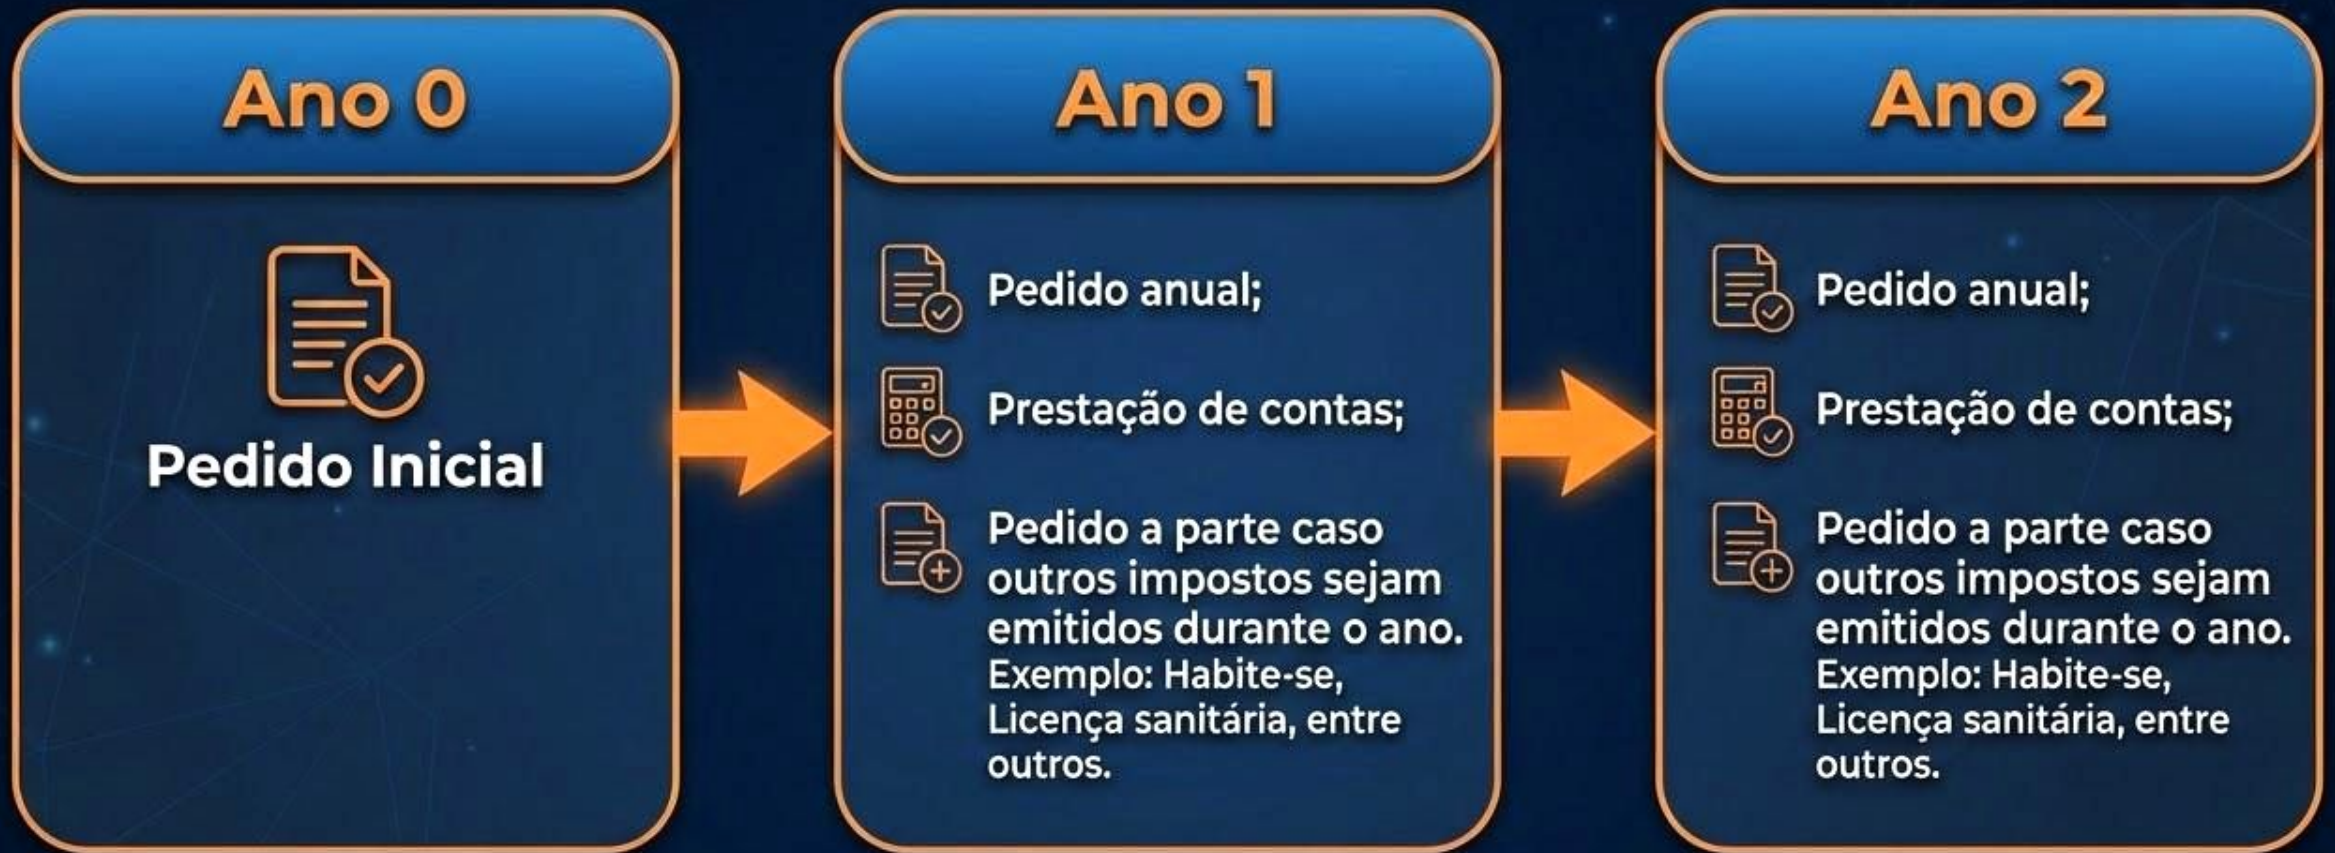 Ano 0
Pedido Inicial
Ano 1
Pedido anual;
Prestação de contas;
Pedido a parte caso
outros impostos sejam
emitidos durante o ano.
Exemplo: Habite-se,
Licença sanitária, entre
outros.
Ano 2
Pedido anual;
Prestação de contas;
Pedido a parte caso
outros impostos sejam
emitidos durante o ano.
Exemplo: Habite-se,
Licença sanitária, entre
outros.